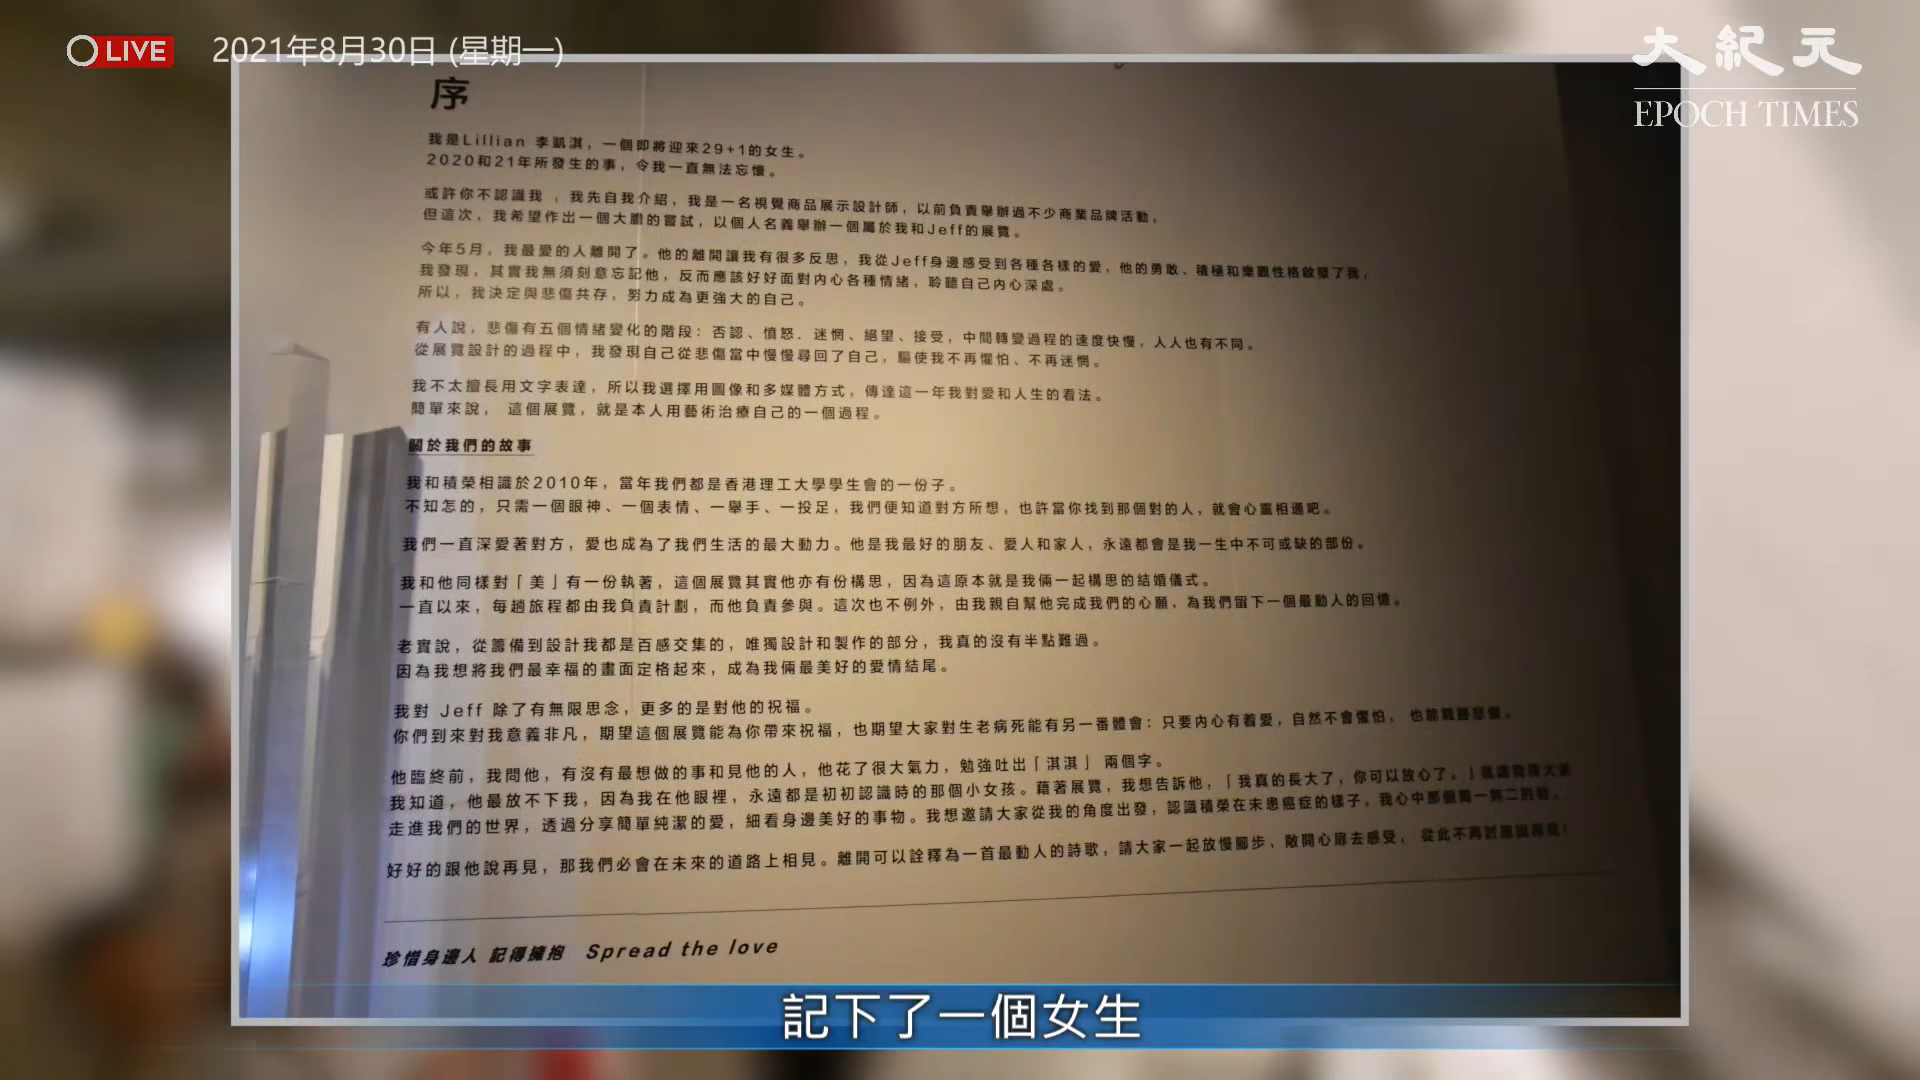 LIVE
2021年8月30日 (星期一)
大紀元
EPOCH TIMES
序
我是Lillian 李凱淇，一個即將迎來29+1的女生。
2020和21年所發生的事，令我一直無法忘懷。
或許你不認識我 ，我先自我介紹，我是一名視覺商品展示設計師，以前負責舉辦過不少商業品牌活動，
但這次，我希望作出一個大膽的嘗試，以個人名義舉辦一個屬於我和Jeff的展覽。
今年5月，我最愛的人離開了。他的離開讓我有很多反思，我從Jeff身邊感受到各種各樣的愛，他的勇敢、積極和樂觀性格啟發了我，
我發現，其實我無須刻意忘記他，反而應該好好面對內心各種情緒，聆聽自己內心深處。
所以，我決定與悲傷共存，努力成為更強大的自己。
有人說，悲傷有五個情緒變化的階段：否認、憤怒．迷惘、絕望、接受，中間轉變過程的速度快慢，人人也有不同。
從展覽設計的過程中，我發現自己從悲傷當中慢慢尋回了自己，驅使我不再懼怕、不再迷惘。
我不太擅長用文字表達，所以我選擇用圖像和多媒體方式，傳達這一年我對愛和人生的看法。
簡單來說， 這個展覽，就是本人用藝術治療自己的一個過程。
關於我們的故事
我和積榮相識於2010年，當年我們都是香港理工大學學生會的一份子。
不知怎的，只需一個眼神、一個表情、一舉手、一投足，我們便知道對方所想，也許當你找到那個對的人，就會心靈相通吧。
我們一直深愛著對方，愛也成為了我們生活的最大動力。他是我最好的朋友、愛人和家人，永遠都會是我一生中不可或缺的部份。
我和他同樣對「美」有一份執著，這個展覽其實他亦有份構思，因為這原本就是我倆一起構思的結婚儀式。
一直以來，每趟旅程都由我負責計劃，而他負責參與。這次也不例外，由我親自幫他完成我們的心願，為我們留下一個最動人的回憶。
老實說，從籌備到設計我都是百感交集的，唯獨設計和製作的部分，我真的沒有半點難過。
因為我想將我們最幸福的畫面定格起來，成為我倆最美好的愛情結尾。
我對 Jeff 除了有無限思念，更多的是對他的祝福。
你們到來對我意義非凡，期望這個展覽能為你帶來祝福，也期望大家對生老病死能有另一番體會：只要內心有着愛，自然不會懼怕， 也能戰勝悲傷。
他臨終前，我問他，有沒有最想做的事和見他的人，他花了很大氣力，勉強吐出「淇淇」 兩個字。
我知道，他最放不下我，因為我在他眼裡，永遠都是初初認識時的那個小女孩。藉著展覽，我想告訴他，「我真的長大了，你可以放心了。」
走進我們的世界，透過分享簡單純潔的愛，細看身邊美好的事物。我想邀請大家從我的角度出發，認識積榮在未患癌症的樣子，我心中那個獨一無二的他。
好好的跟他說再見，那我們必會在未來的道路上相見。離開可以詮釋為一首最動人的詩歌，請大家一起放慢腳步，敞開心扉去感受， 從此不再討厭
珍惜身邊人 記得擁抱 Spread the love
記下了一個女生